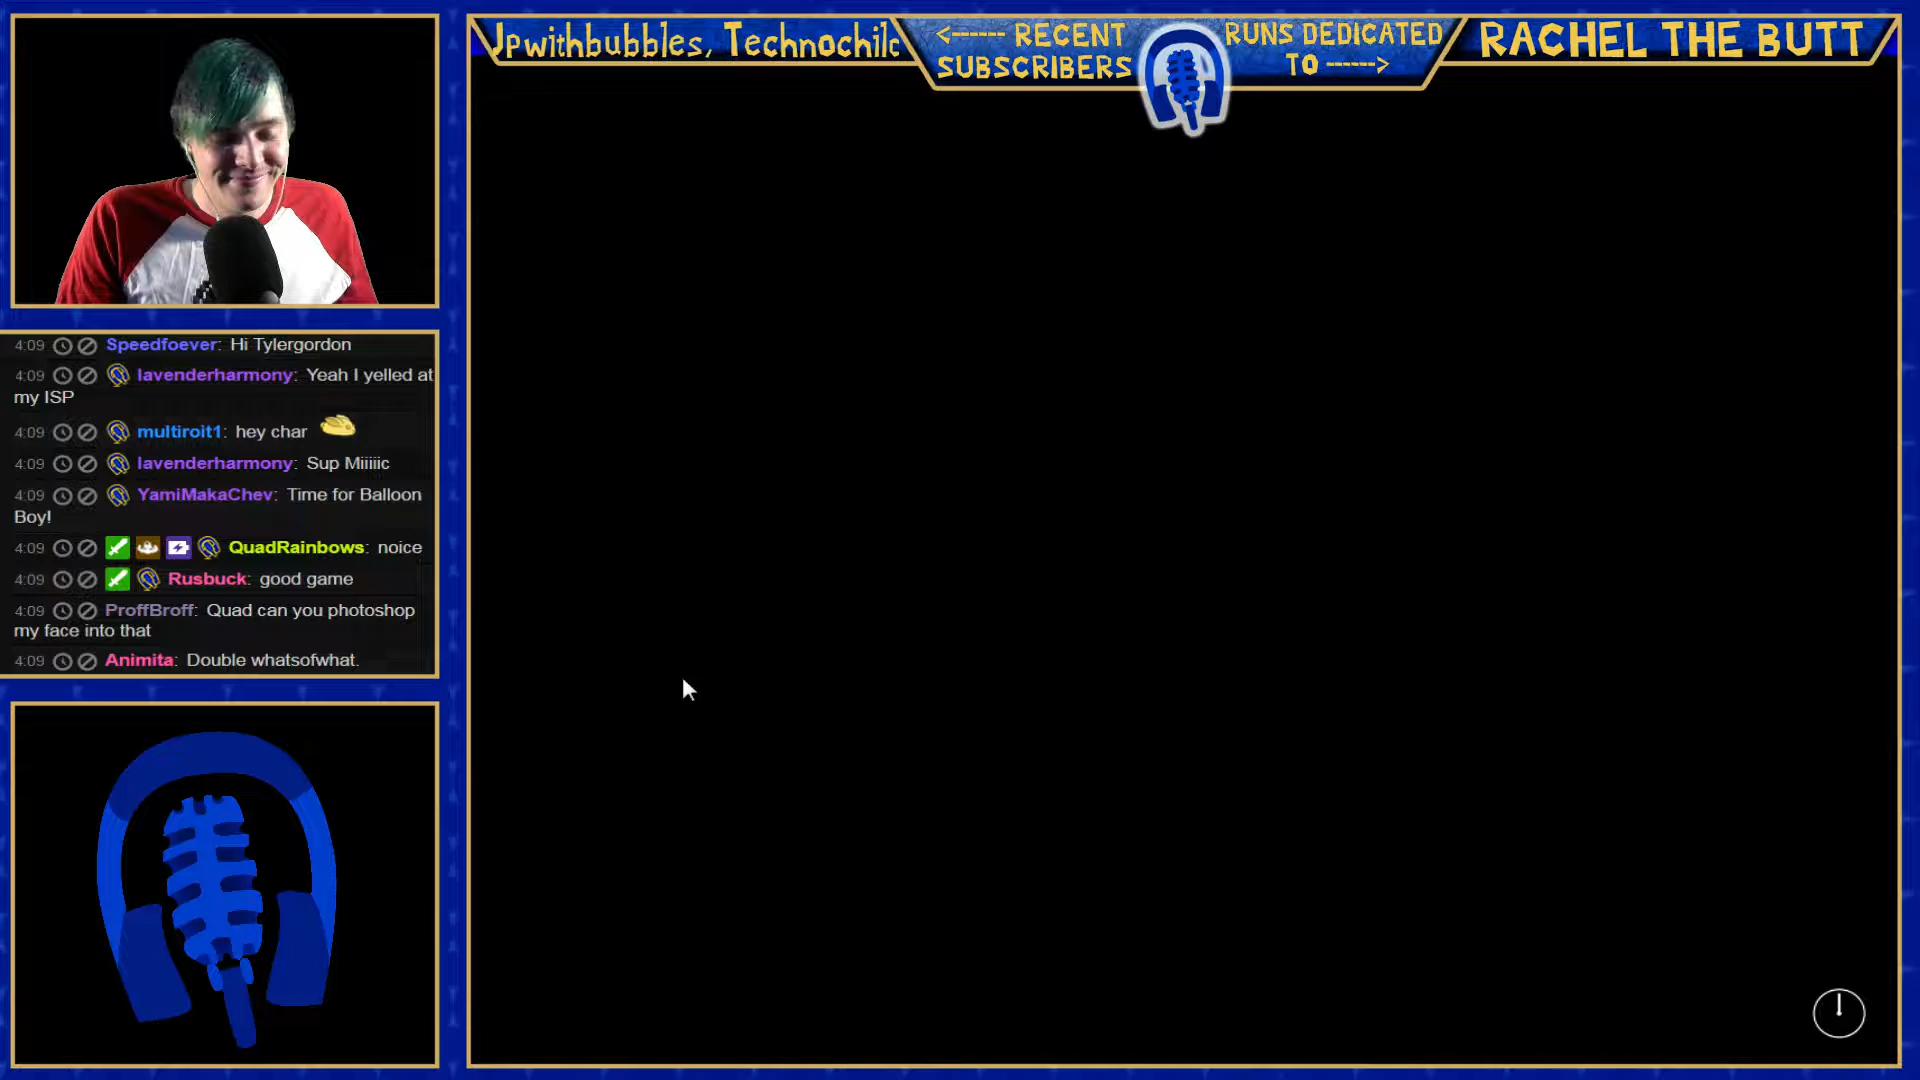 Jpwithbubbles, Technochilc
<------ RECENT
SUBSCRIBERS
RUNS DEDICATED
TO ------>
RACHEL THE BUTT
4:09 Speedfoever: Hi Tylergordon
4:09 lavenderharmony: Yeah I yelled at
my ISP
4:09 multiroit1: hey char
4:09 lavenderharmony: Sup Miiiiic
4:09 YamiMakaChev: Time for Balloon
Boy!
4:09 QuadRainbows: noice
4:09 Rusbuck: good game
4:09 ProffBroff: Quad can you photoshop
my face into that
4:09 Animita: Double whatsofwhat.